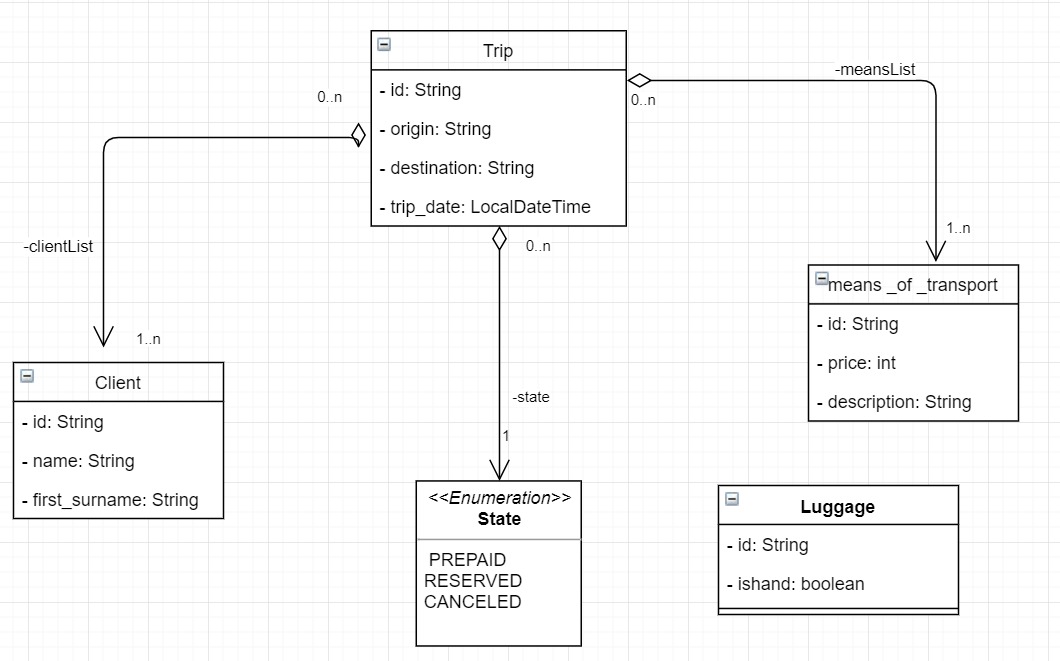 Trip
- id: String
- origin: String
- destination: String
- trip_date: LocalDateTime
0..n
-clientList
1..n
0..n
-meansList
1..n
0..n
-state
1
Client
- id: String
- name: String
- first_surname: String
means _of _transport
- id: String
- price: int
- description: String
<<Enumeration>>
State
PREPAID
RESERVED
CANCELED
Luggage
- id: String
- ishand: boolean